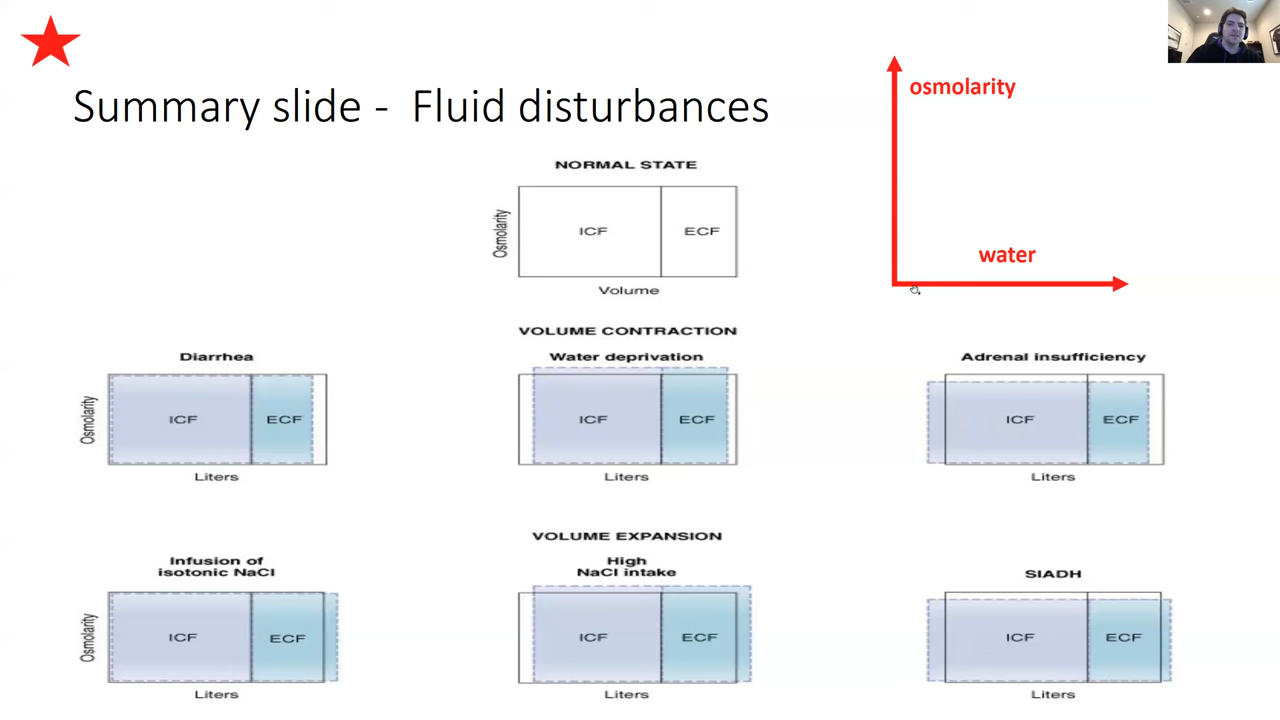 Summary slide - Fluid disturbances
osmolarity
water
NORMAL STATE
Osmolarity
ICF
ECF
Volume
VOLUME CONTRACTION
Diarrhea
Water deprivation
Adrenal insufficiency
Osmolarity
ICF
ECF
ICF
ECF
ICF
ECF
Liters
Liters
Liters
VOLUME EXPANSION
Infusion of
isotonic NaCl
High
NaCl intake
SIADH
Osmolarity
ICF
ECF
ICF
ECF
ICF
ECF
Liters
Liters
Liters